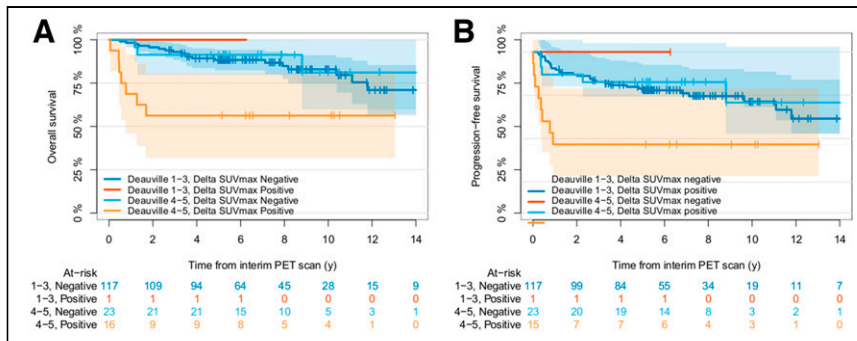 A
B
Overall survival
100 %
75 %
50 %
25 %
0 %
Deauville 1−3, Delta SUVmax Negative
Deauville 1−3, Delta SUVmax Positive
Deauville 4−5, Delta SUVmax Negative
Deauville 4−5, Delta SUVmax Positive
0 2 4 6 8 10 12 14
Time from interim PET scan (y)
At−risk
1−3, Negative 117 109 94 64 45 28 15 9
1−3, Positive 1 1 1 1 0 0 0 0
4−5, Negative 23 21 21 15 10 5 3 1
4−5, Positive 16 9 9 8 5 4 1 0
Progression−free survival
100 %
75 %
50 %
25 %
0 %
Deauville 1−3, Delta SUVmax negative
Deauville 1−3, Delta SUVmax positive
Deauville 4−5, Delta SUVmax negative
Deauville 4−5, Delta SUVmax positive
0 2 4 6 8 10 12 14
Time from interim PET scan (y)
At−risk
1−3, Negative 117 99 84 55 34 19 11 7
1−3, Positive 1 1 1 1 0 0 0 0
4−5, Negative 23 20 19 14 8 3 2 1
4−5, Positive 15 7 7 6 4 3 1 0